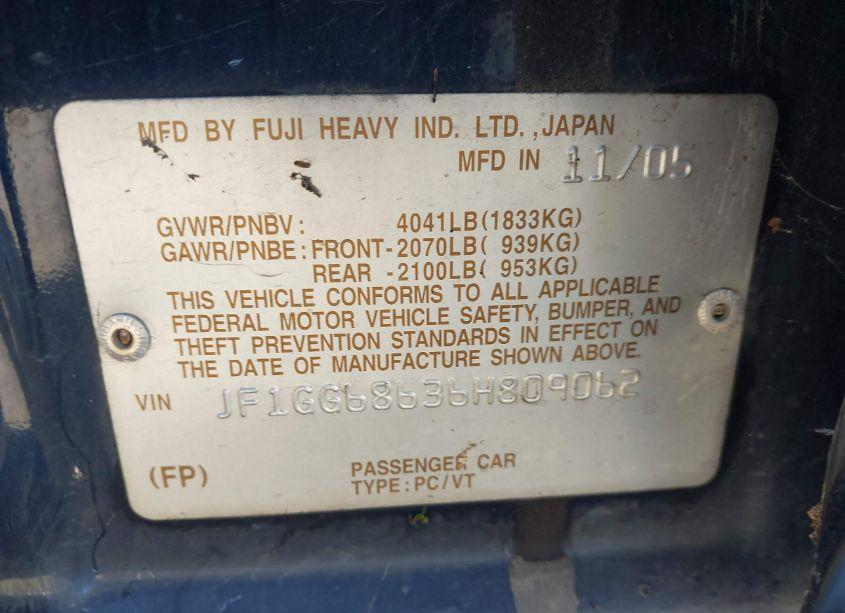 MFD BY FUJI HEAVY IND. LTD. ,JAPAN
MFD IN 11/05
GVWR/PNBV: 4041LB(1833KG)
GAWR/PNBE:FRONT-2070LB( 939KG)
REAR -2100LB( 953KG)
THIS VEHICLE CONFORMS TO ALL APPLICABLE
FEDERAL MOTOR VEHICLE SAFETY, BUMPER, AND
THEFT PREVENTION STANDARDS IN EFFECT ON
THE DATE OF MANUFACTURE SHOWN ABOVE.
VIN JF1GG68636H809062
(FP) PASSENGER CAR
TYPE:PC/VT